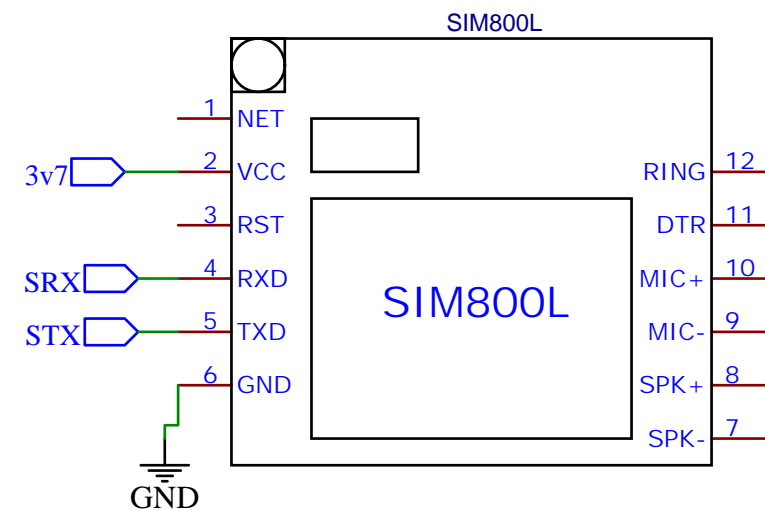 SIM800L
1 NET
3v7 2 VCC RING 12
3 RST DTR 11
SRX 4 RXD MIC+ 10
SIM800L
STX 5 TXD MIC- 9
6 GND SPK+ 8
SPK- 7
GND